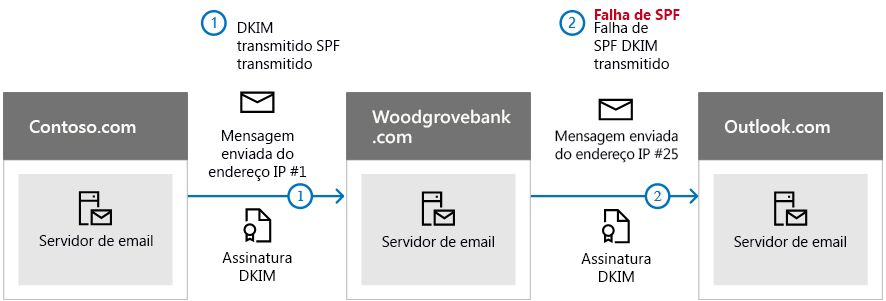 1
DKIM
transmitido SPF
transmitido
2
Falha de SPF
Falha de
SPF DKIM
transmitido
Contoso.com
Mensagem
enviada do
endereço IP #1
Woodgrovebank
.com
Mensagem enviada
do endereço IP #25
Outlook.com
Servidor de email
1
Assinatura
DKIM
Servidor de email
2
Assinatura
DKIM
Servidor de email